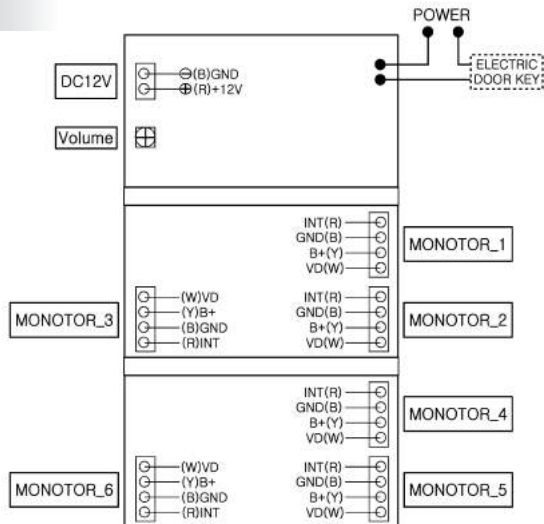 POWER
ELECTRIC
DOOR KEY
DC12V
⊖(B)GND
⊕(R)+12V
Volume
INT(R)
GND(B)
B+(Y)
VD(W)
MONOTOR_1
MONOTOR_3
(W)VD
(Y)B+
(B)GND
(R)INT
INT(R)
GND(B)
B+(Y)
VD(W)
MONOTOR_2
INT(R)
GND(B)
B+(Y)
VD(W)
MONOTOR_4
MONOTOR_6
(W)VD
(Y)B+
(B)GND
(R)INT
INT(R)
GND(B)
B+(Y)
VD(W)
MONOTOR_5